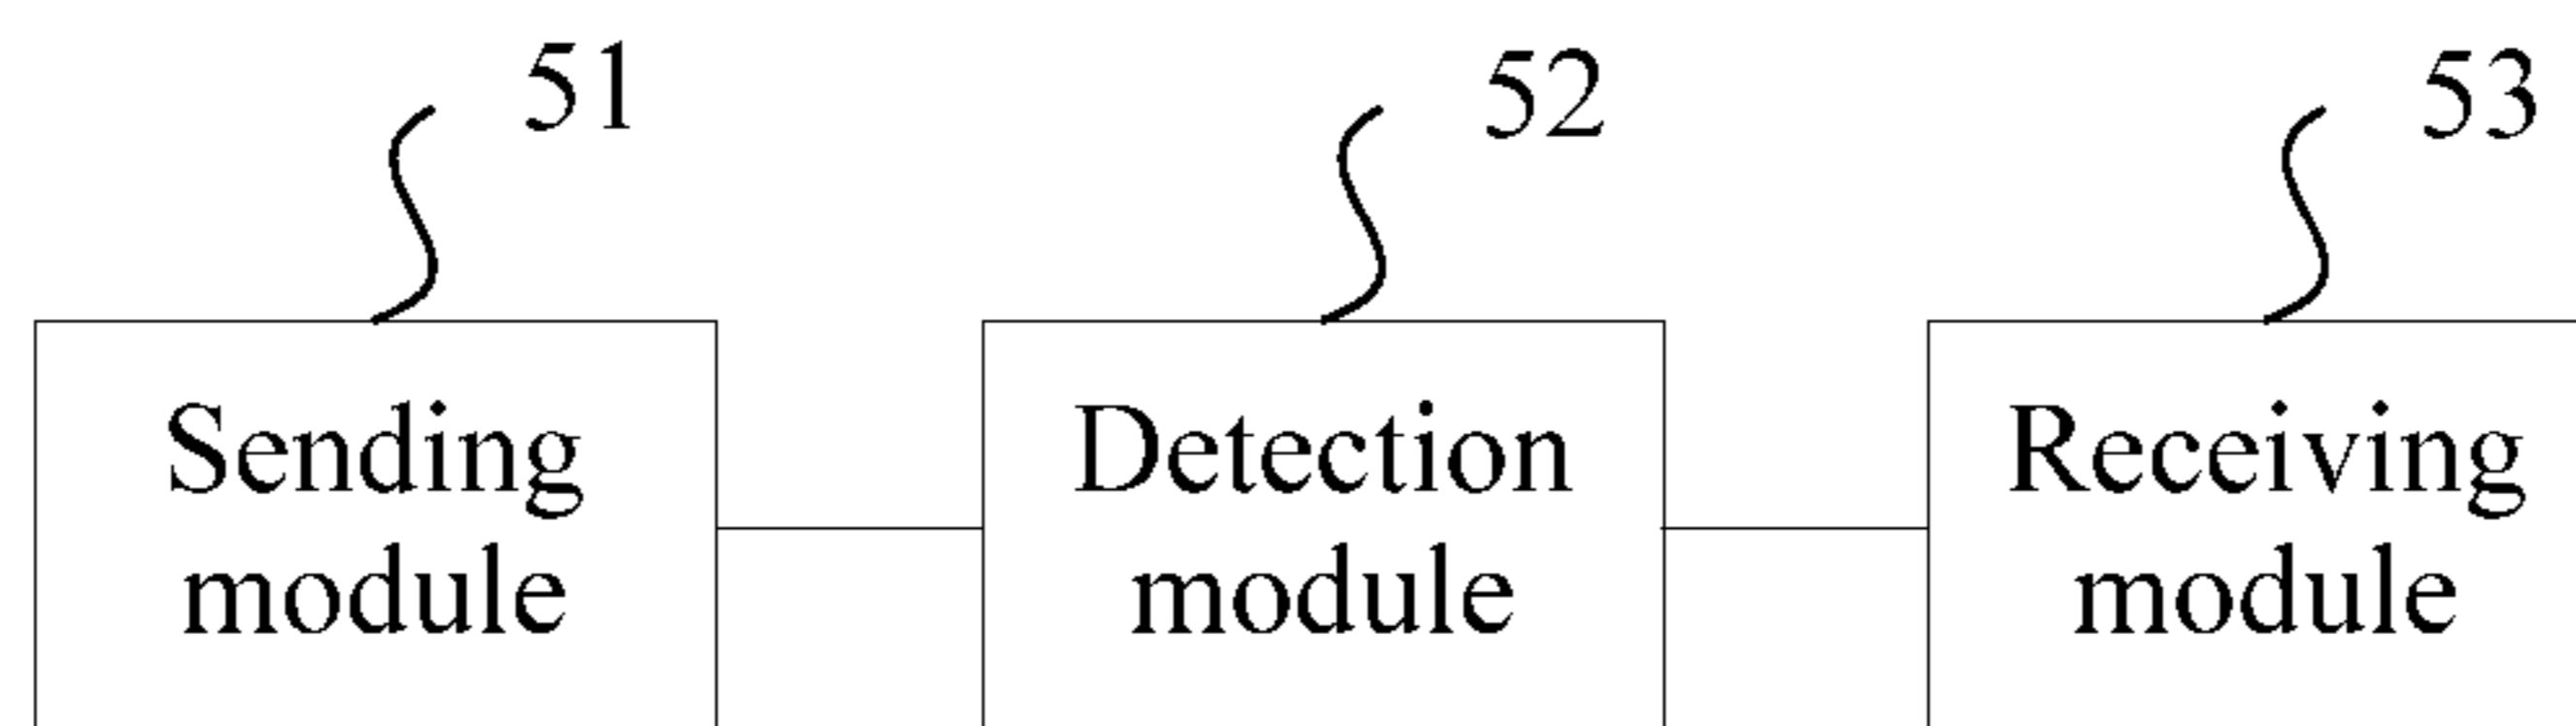 51
52
53
Sending
module
Detection
module
Receiving
module